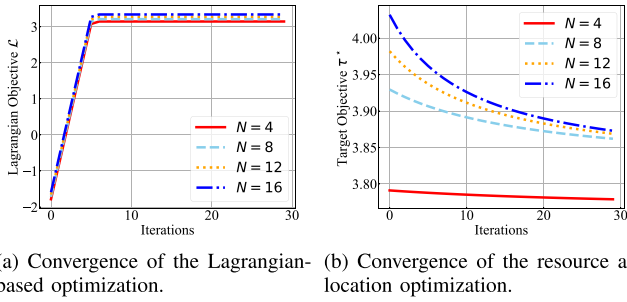 3
2
1
0
−1
−2
0
10
20
30
Lagrangian Objective ℒ
Iterations
N = 4
N = 8
N = 12
N = 16
4.00
3.95
3.90
3.85
3.80
0
10
20
30
Target Objective τ*
Iterations
N = 4
N = 8
N = 12
N = 16
(a) Convergence of the Lagrangian-
based optimization.
(b) Convergence of the resource a
location optimization.